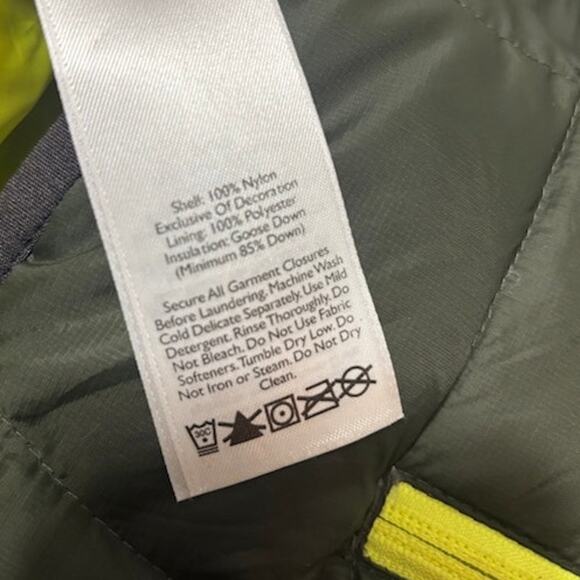 Shell: 100% Nylon
Exclusive Of Decoration
Lining: 100% Polyester
Insulation: Goose Down
(Minimum 85% Down)
Secure All Garment Closures
Before Laundering. Machine Wash
Cold Delicate Separately. Use Mild
Detergent. Rinse Thoroughly. Do
Not Bleach. Do Not Use Fabric
Softeners. Tumble Dry Low. Do
Not Iron or Steam. Do Not Dry
Clean.
30C